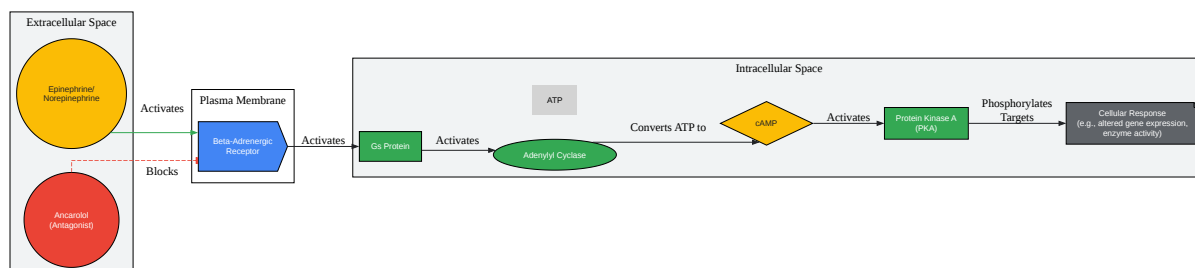 Extracellular Space
Epinephrine/
Norepinephrine
Activates
Blocks
Ancarolol
(Antagonist)
Plasma Membrane
Beta-Adrenergic
Receptor
Activates
Intracellular Space
Gs Protein
Activates
ATP
Adenylyl Cyclase
Converts ATP to
cAMP
Activates
Protein Kinase A
(PKA)
Phosphorylates
Targets
Cellular Response
(e.g., altered gene expression,
enzyme activity)